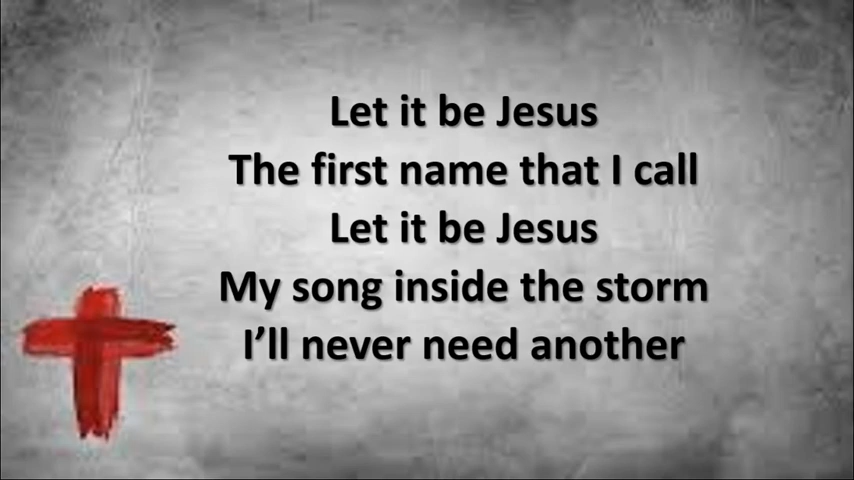 Let it be Jesus
The first name that I call
Let it be Jesus
My song inside the storm
I’ll never need another